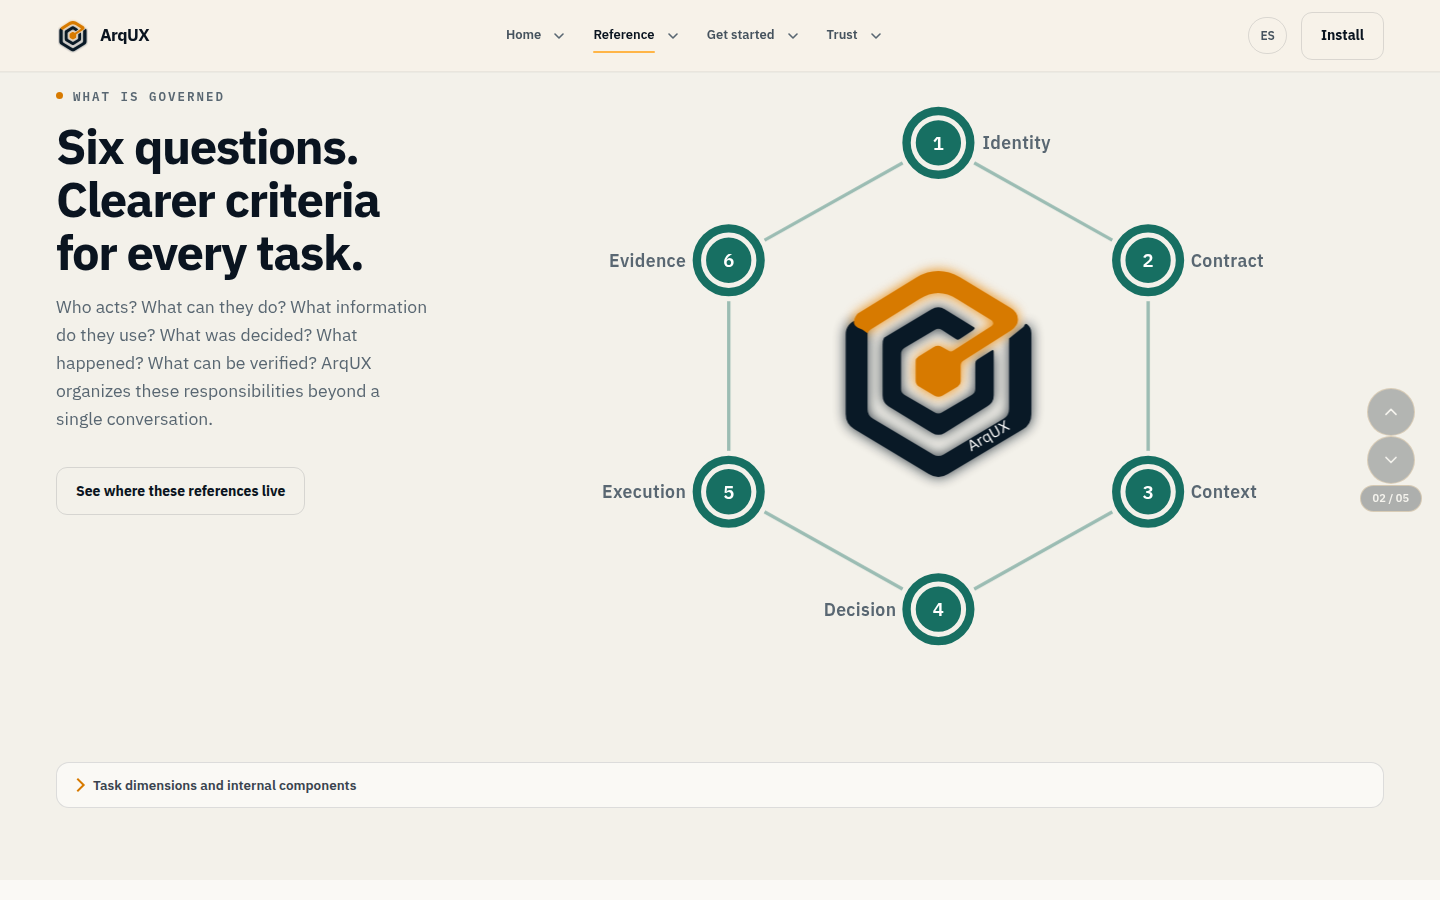 ArqUX
Home
Reference
Get started
Trust
ES
Install
WHAT IS GOVERNED
Six questions.
Clearer criteria
for every task.
Who acts? What can they do? What information
do they use? What was decided? What
happened? What can be verified? ArqUX
organizes these responsibilities beyond a
single conversation.
See where these references live
1 Identity
2 Contract
3 Context
Decision 4
Execution 5
Evidence 6
ArqUX
02 / 05
Task dimensions and internal components